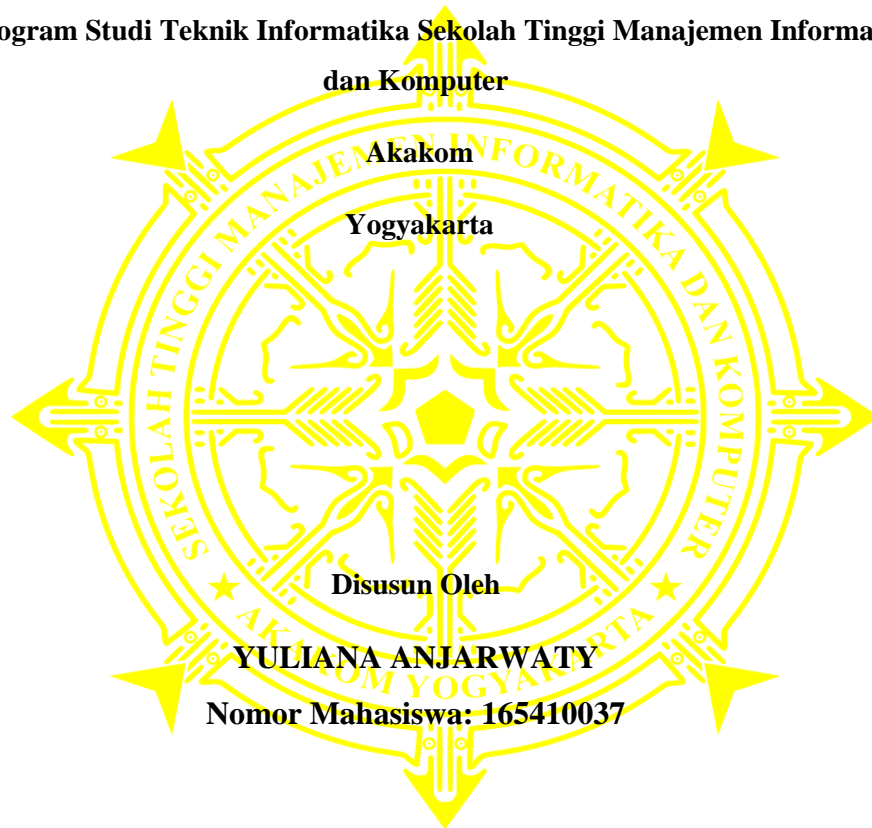 ogram Studi Teknik Informatika Sekolah Tinggi Manajemen Informa
dan Komputer
Akakom
Yogyakarta
SEKOLAH TINGGI MANAJEMEN INFORMATIKA DAN KOMPUTER
★ AKAKOM YOGYAKARTA ★
Disusun Oleh
YULIANA ANJARWATY
Nomor Mahasiswa: 165410037